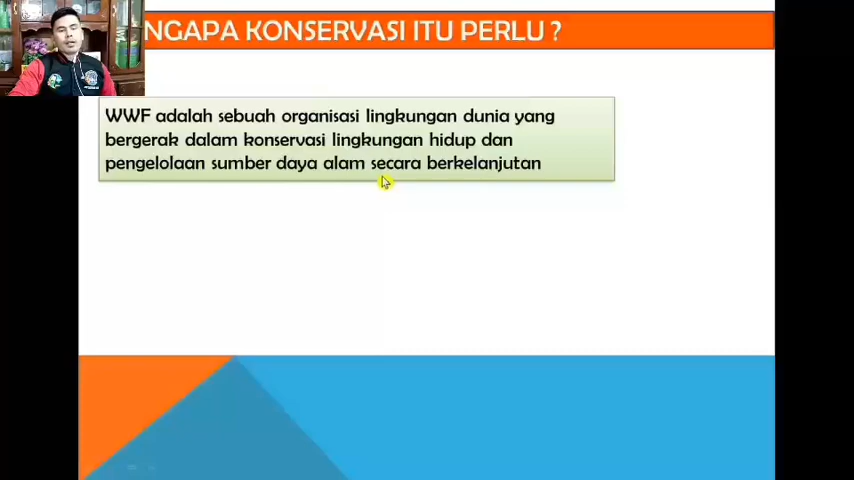 NGAPA KONSERVASI ITU PERLU ?
WWF adalah sebuah organisasi lingkungan dunia yang
bergerak dalam konservasi lingkungan hidup dan
pengelolaan sumber daya alam secara berkelanjutan